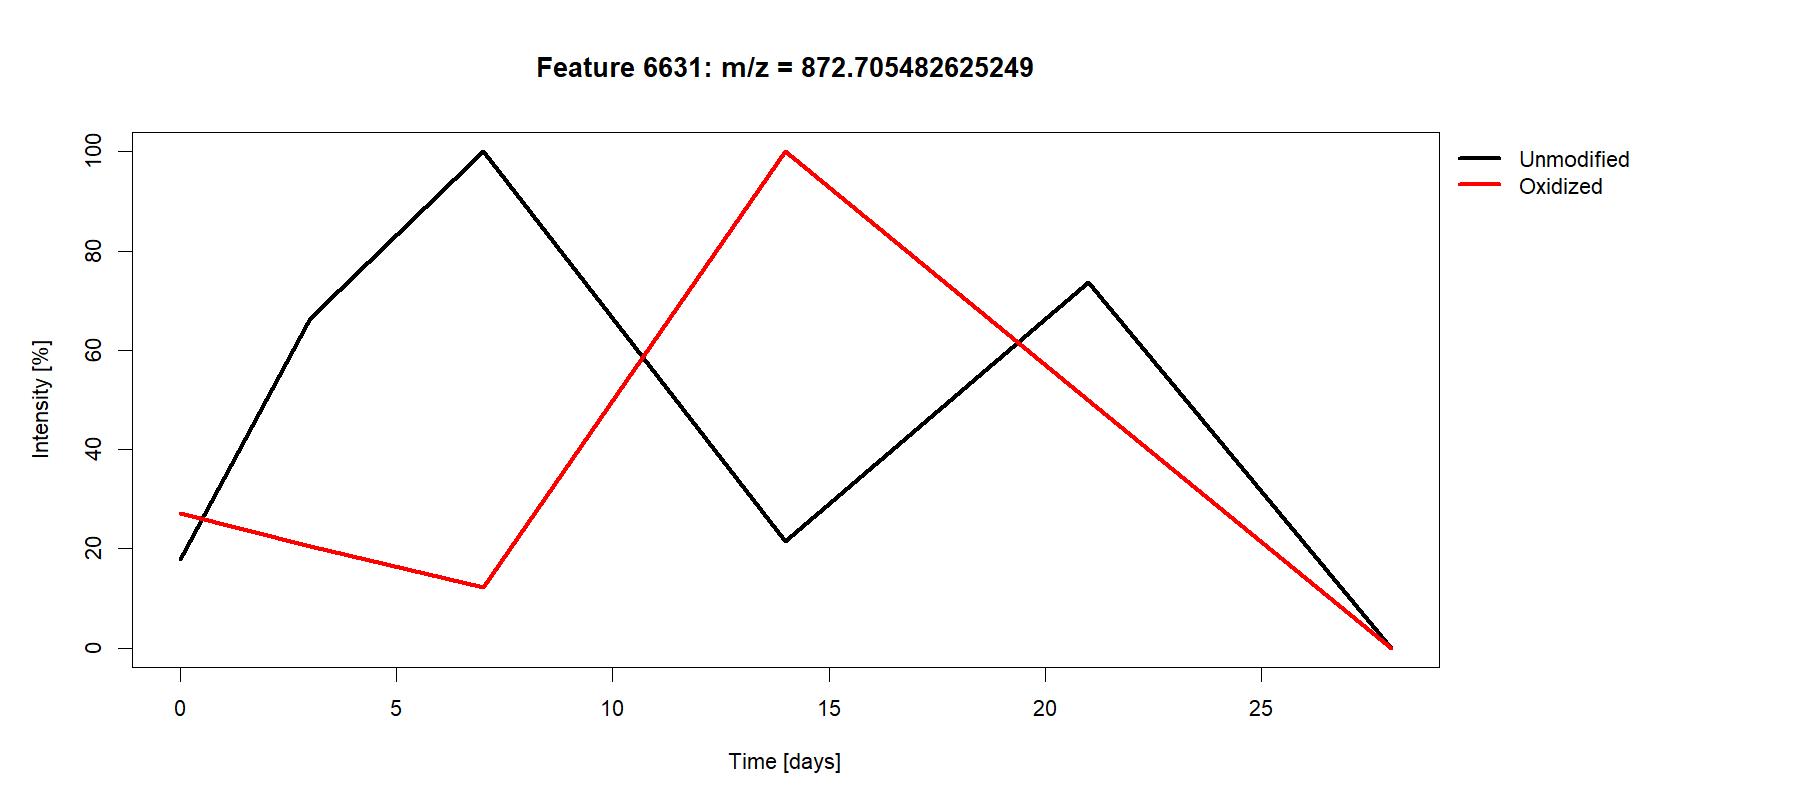 Feature 6631: m/z = 872.705482625249
Unmodified
Oxidized
Intensity [%]
100
80
60
40
20
0
0 5 10 15 20 25
Time [days]